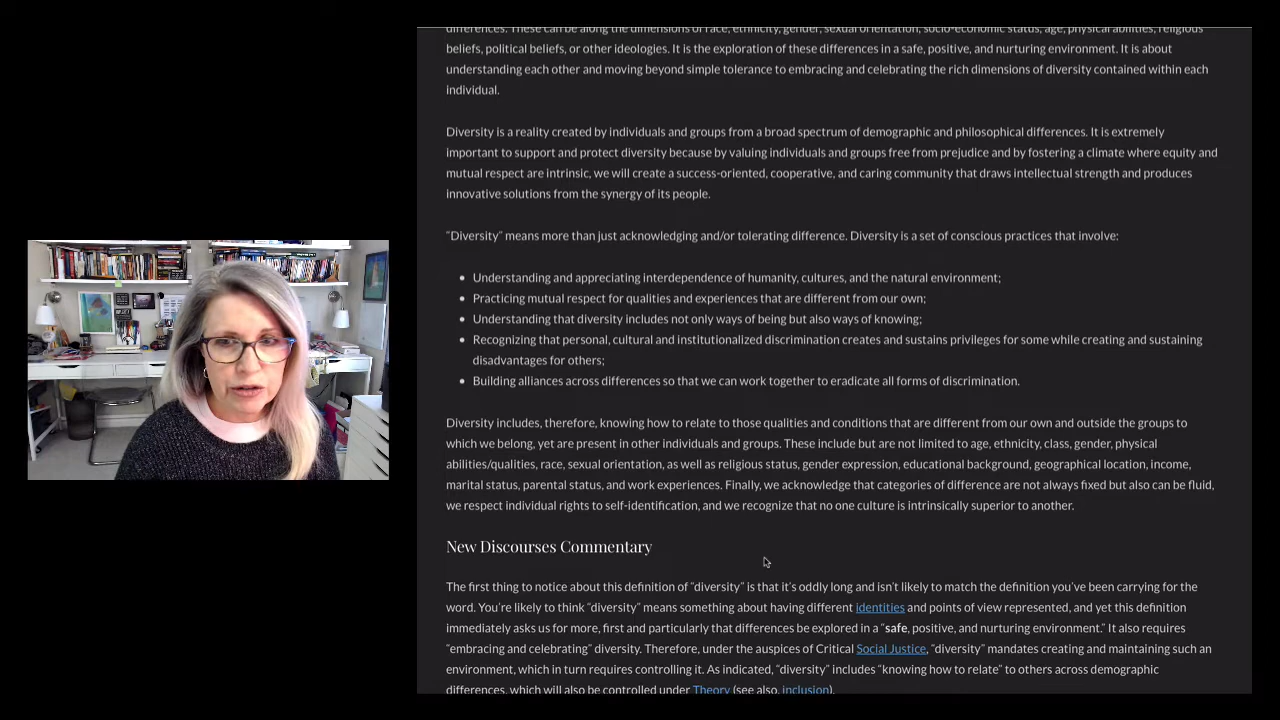 differences. These can be along the dimensions of race, ethnicity, gender, sexual orientation, socio-economic status, age, physical abilities, religious
beliefs, political beliefs, or other ideologies. It is the exploration of these differences in a safe, positive, and nurturing environment. It is about
understanding each other and moving beyond simple tolerance to embracing and celebrating the rich dimensions of diversity contained within each
individual.
Diversity is a reality created by individuals and groups from a broad spectrum of demographic and philosophical differences. It is extremely
important to support and protect diversity because by valuing individuals and groups free from prejudice and by fostering a climate where equity and
mutual respect are intrinsic, we will create a success-oriented, cooperative, and caring community that draws intellectual strength and produces
innovative solutions from the synergy of its people.
“Diversity” means more than just acknowledging and/or tolerating difference. Diversity is a set of conscious practices that involve:
• Understanding and appreciating interdependence of humanity, cultures, and the natural environment;
• Practicing mutual respect for qualities and experiences that are different from our own;
• Understanding that diversity includes not only ways of being but also ways of knowing;
• Recognizing that personal, cultural and institutionalized discrimination creates and sustains privileges for some while creating and sustaining
disadvantages for others;
• Building alliances across differences so that we can work together to eradicate all forms of discrimination.
Diversity includes, therefore, knowing how to relate to those qualities and conditions that are different from our own and outside the groups to
which we belong, yet are present in other individuals and groups. These include but are not limited to age, ethnicity, class, gender, physical
abilities/qualities, race, sexual orientation, as well as religious status, gender expression, educational background, geographical location, income,
marital status, parental status, and work experiences. Finally, we acknowledge that categories of difference are not always fixed but also can be fluid,
we respect individual rights to self-identification, and we recognize that no one culture is intrinsically superior to another.
New Discourses Commentary
The first thing to notice about this definition of “diversity” is that it’s oddly long and isn’t likely to match the definition you’ve been carrying for the
word. You’re likely to think “diversity” means something about having different identities and points of view represented, and yet this definition
immediately asks us for more, first and particularly that differences be explored in a “safe, positive, and nurturing environment.” It also requires
“embracing and celebrating” diversity. Therefore, under the auspices of Critical Social Justice, “diversity” mandates creating and maintaining such an
environment, which in turn requires controlling it. As indicated, “diversity” includes “knowing how to relate” to others across demographic
differences, which will also be controlled under Theory (see also, inclusion).